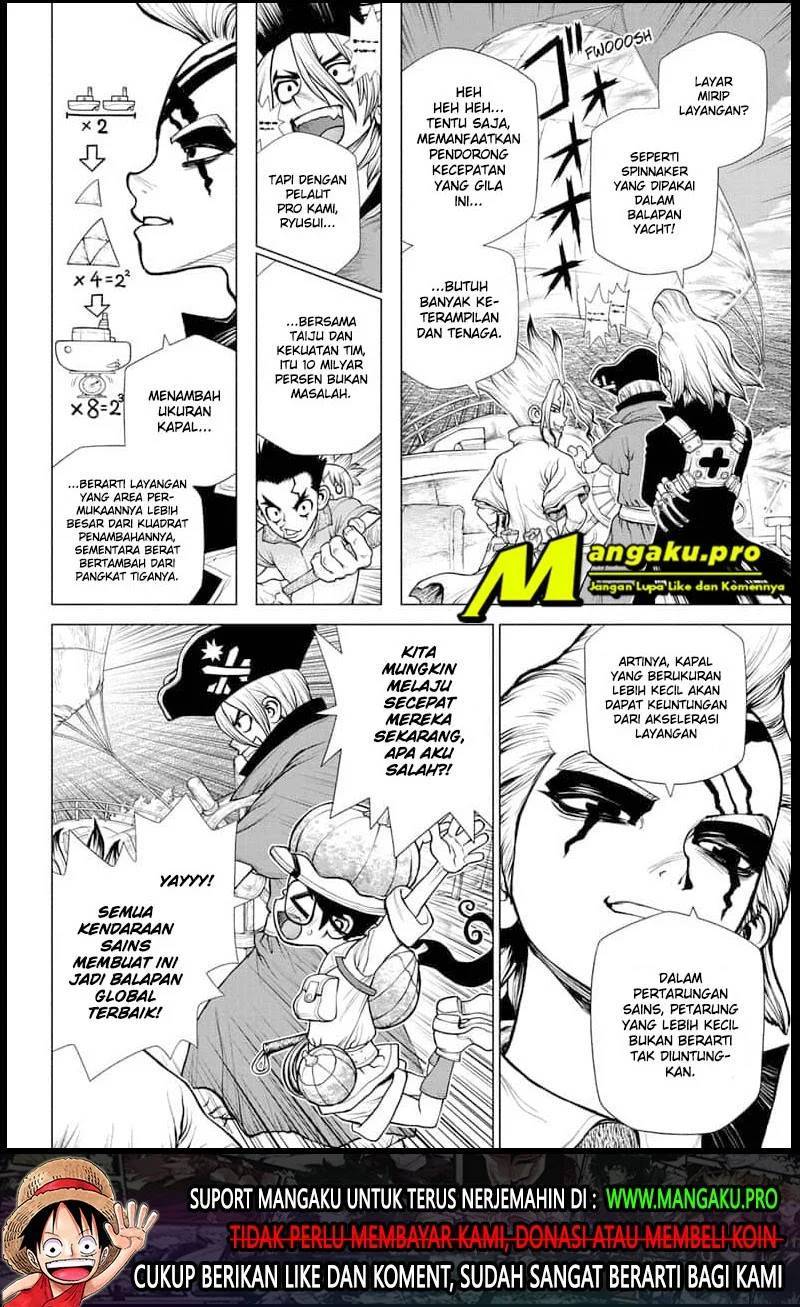 LAYAR
MIRIP
LAYANGAN?
SEPERTI
SPINNAKER
YANG DIPAKAI
DALAM
BALAPAN
YACHT!
FWOOOSH
HEH
HEH HEH...
TENTU SAJA,
MEMANFAATKAN
PENDORONG
KECEPATAN
YANG GILA
INI...
...BUTUH
BANYAK KE-
TERAMPILAN
DAN TENAGA.
TAPI DENGAN
PELAUT
PRO KAMI,
RYUSUI...
...BERSAMA
TAIJU DAN
KEKUATAN TIM,
ITU 10 MILYAR
PERSEN BUKAN
MASALAH.
× 2
× 4=2²
× 8=2³
MENAMBAH
UKURAN
KAPAL...
...BERARTI LAYANGAN
YANG AREA PER-
MUKAANNYA LEBIH
BESAR DARI KUADRAT
PENAMBAHANNYA,
SEMENTARA BERAT
BERTAMBAH DARI
PANGKAT TIGANYA.
Mangaku.pro
Jangan Lupa Like dan Komennya
ARTINYA, KAPAL
YANG BERUKURAN
LEBIH KECIL AKAN
DAPAT KEUNTUNGAN
DARI AKSELERASI
LAYANGAN
DALAM
PERTARUNGAN
SAINS, PETARUNG
YANG LEBIH KECIL
BUKAN BERARTI
TAK DIUNTUNG-
KAN.
KITA
MUNGKIN
MELAJU
SECEPAT
MEREKA
SEKARANG,
APA AKU
SALAH?!
YAYYY!
SEMUA
KENDARAAN
SAINS
MEMBUAT INI
JADI BALAPAN
GLOBAL
TERBAIK!
SUPORT MANGAKU UNTUK TERUS NERJEMAHIN DI : WWW.MANGAKU.PRO
TIDAK PERLU MEMBAYAR KAMI, DONASI ATAU MEMBELI KOIN
CUKUP BERIKAN LIKE DAN KOMENT, SUDAH SANGAT BERARTI BAGI KAMI